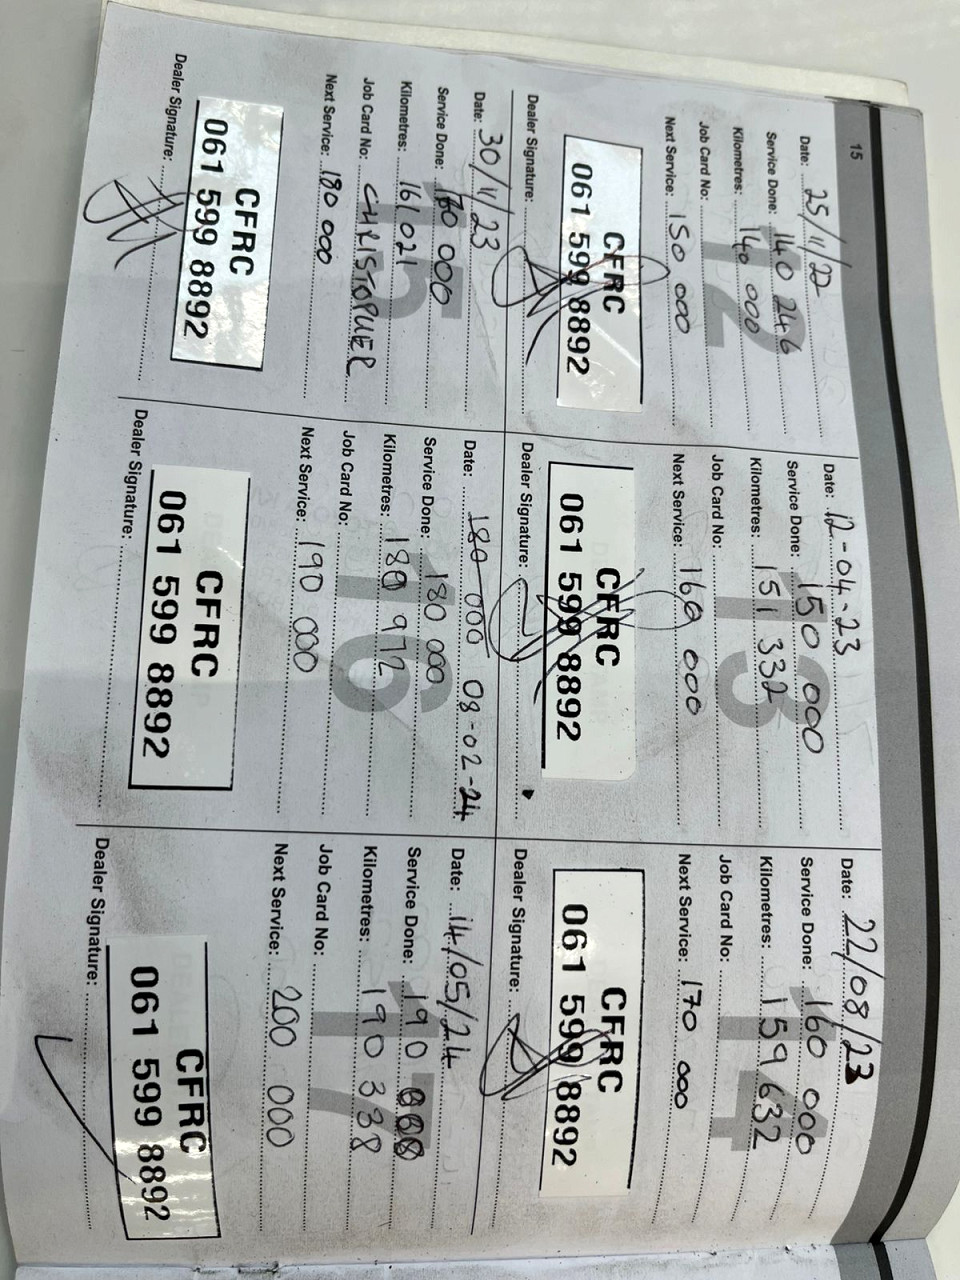 15
12
Date: 25/11/22
Service Done: 140 246
Kilometres: 140 000
Job Card No:
Next Service: 150 000
CFRC
061 599 8892
Dealer Signature:
13
Date: 12-04-23
Service Done: 150 000
Kilometres: 151 332
Job Card No:
Next Service: 160 000
CFRC
061 599 8892
Dealer Signature:
14
Date: 22/08/23
Service Done: 160 000
Kilometres: 159 632
Job Card No:
Next Service: 170 000
CFRC
061 599 8892
Dealer Signature:
15
Date: 30/11/23
Service Done: 160 000
Kilometres: 161 021
Job Card No: CHRISTOPHER
Next Service: 180 000
CFRC
061 599 8892
Dealer Signature:
16
Date: 180 000 08-02-24
Service Done: 180 000
Kilometres: 180 972
Job Card No:
Next Service: 190 000
CFRC
061 599 8892
Dealer Signature:
17
Date: 14/05/24
Service Done: 190 000
Kilometres: 190 338
Job Card No:
Next Service: 200 000
CFRC
061 599 8892
Dealer Signature: